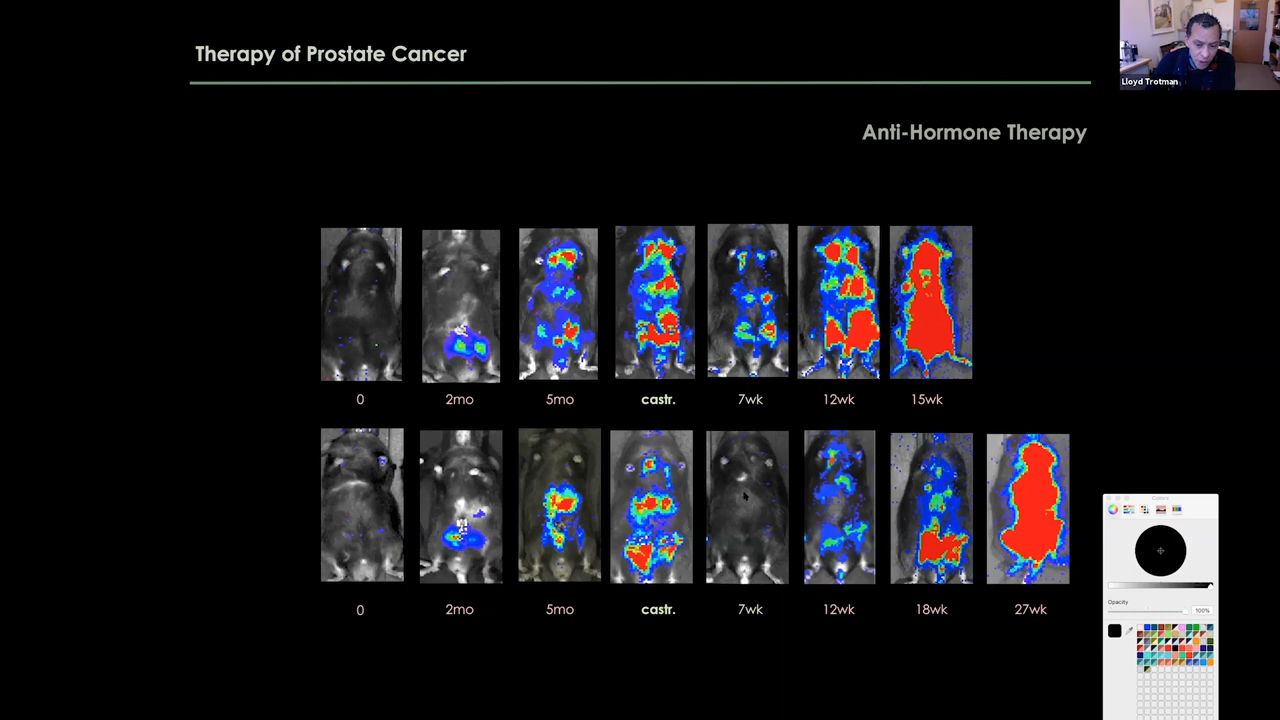 Therapy of Prostate Cancer
Lloyd Trotman
Anti-Hormone Therapy
0 2mo 5mo castr. 7wk 12wk 15wk
0 2mo 5mo castr. 7wk 12wk 18wk 27wk
Colors
Opacity
100%